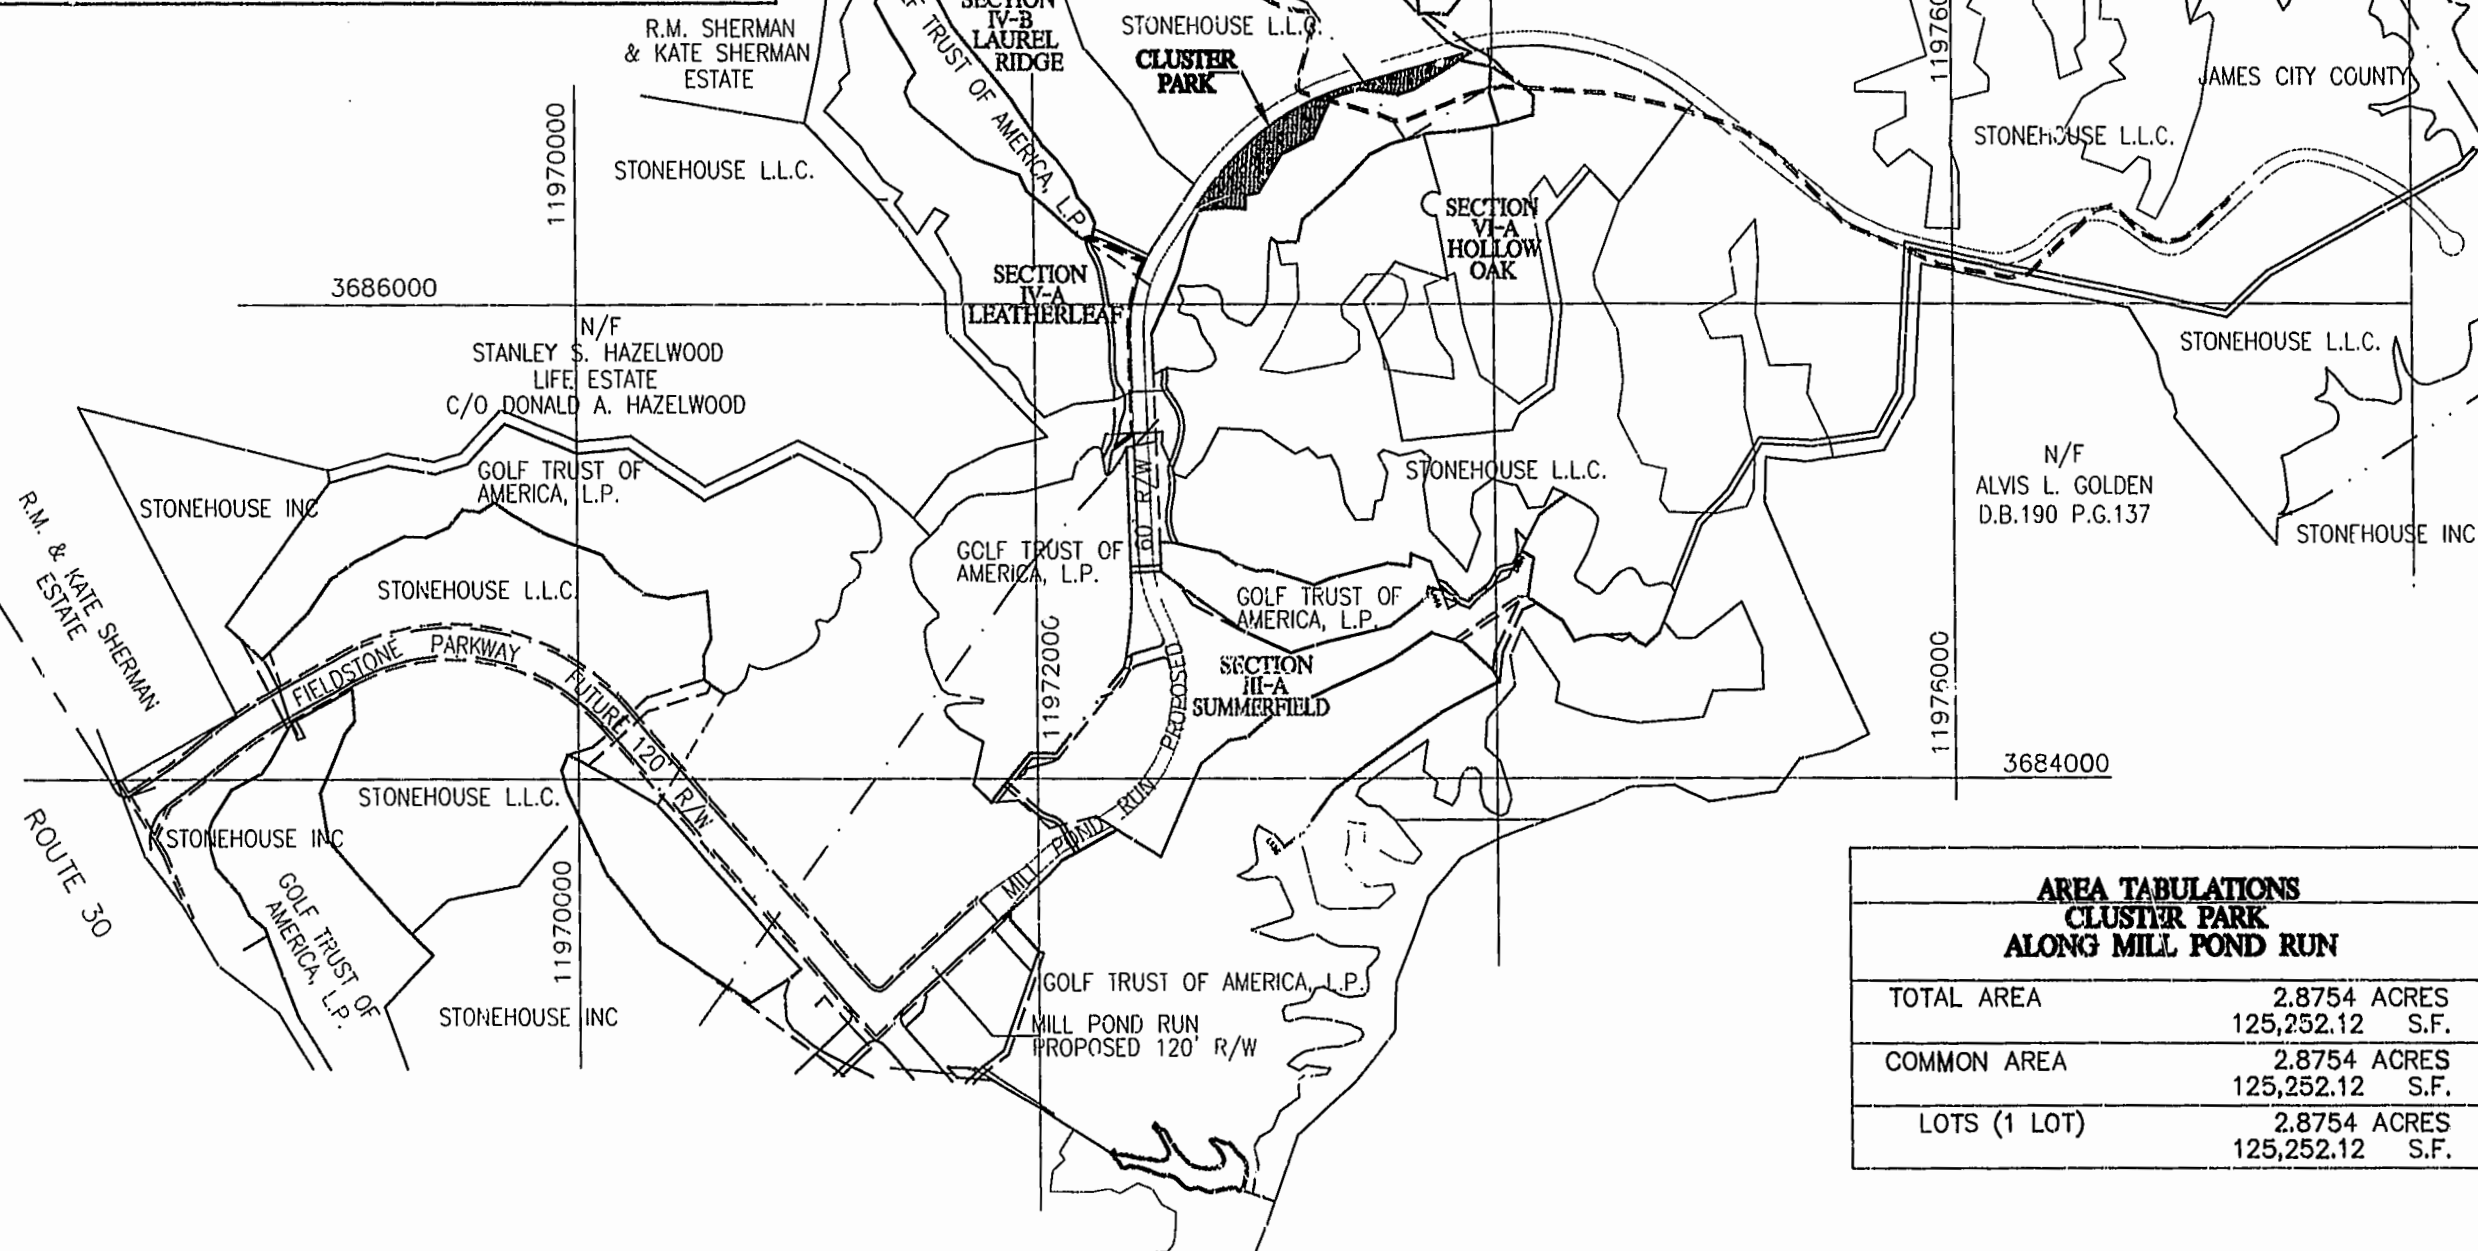 SECTION
IV-B
LAUREL
RIDGE
R.M. SHERMAN
& KATE SHERMAN
ESTATE
STONEHOUSE L.L.C.
CLUSTER
PARK
TRUST OF AMERICA, L.P.
JAMES CITY COUNTY
STONEHOUSE L.L.C.
11970000
STONEHOUSE L.L.C.
SECTION
VI-A
HOLLOW
OAK
SECTION
IV-A
LEATHERLEAF
3686000
N/F
STANLEY S. HAZELWOOD
LIFE ESTATE
C/O DONALD A. HAZELWOOD
STONEHOUSE L.L.C.
GOLF TRUST OF
AMERICA, L.P.
STONEHOUSE INC
R.M. & KATE SHERMAN
ESTATE
STONEHOUSE L.L.C.
N/F
ALVIS L. GOLDEN
D.B.190 P.G.137
STONEHOUSE INC
60 R/W
GOLF TRUST OF
AMERICA, L.P.
STONEHOUSE L.L.C.
GOLF TRUST OF
AMERICA, L.P.
11972000
SECTION
III-A
SUMMERFIELD
11976000
FIELDSTONE PARKWAY
FUTURE 120' R/W
MILL POND RUN PROPOSED
3684000
STONEHOUSE L.L.C.
STONEHOUSE INC
ROUTE 30
GOLF TRUST OF
AMERICA, L.P.
11970000
STONEHOUSE INC
GOLF TRUST OF AMERICA, L.P.
MILL POND RUN
PROPOSED 120' R/W
AREA TABULATIONS
CLUSTER PARK
ALONG MILL POND RUN
TOTAL AREA 2.8754 ACRES
125,252.12 S.F.
COMMON AREA 2.8754 ACRES
125,252.12 S.F.
LOTS (1 LOT) 2.8754 ACRES
125,252.12 S.F.